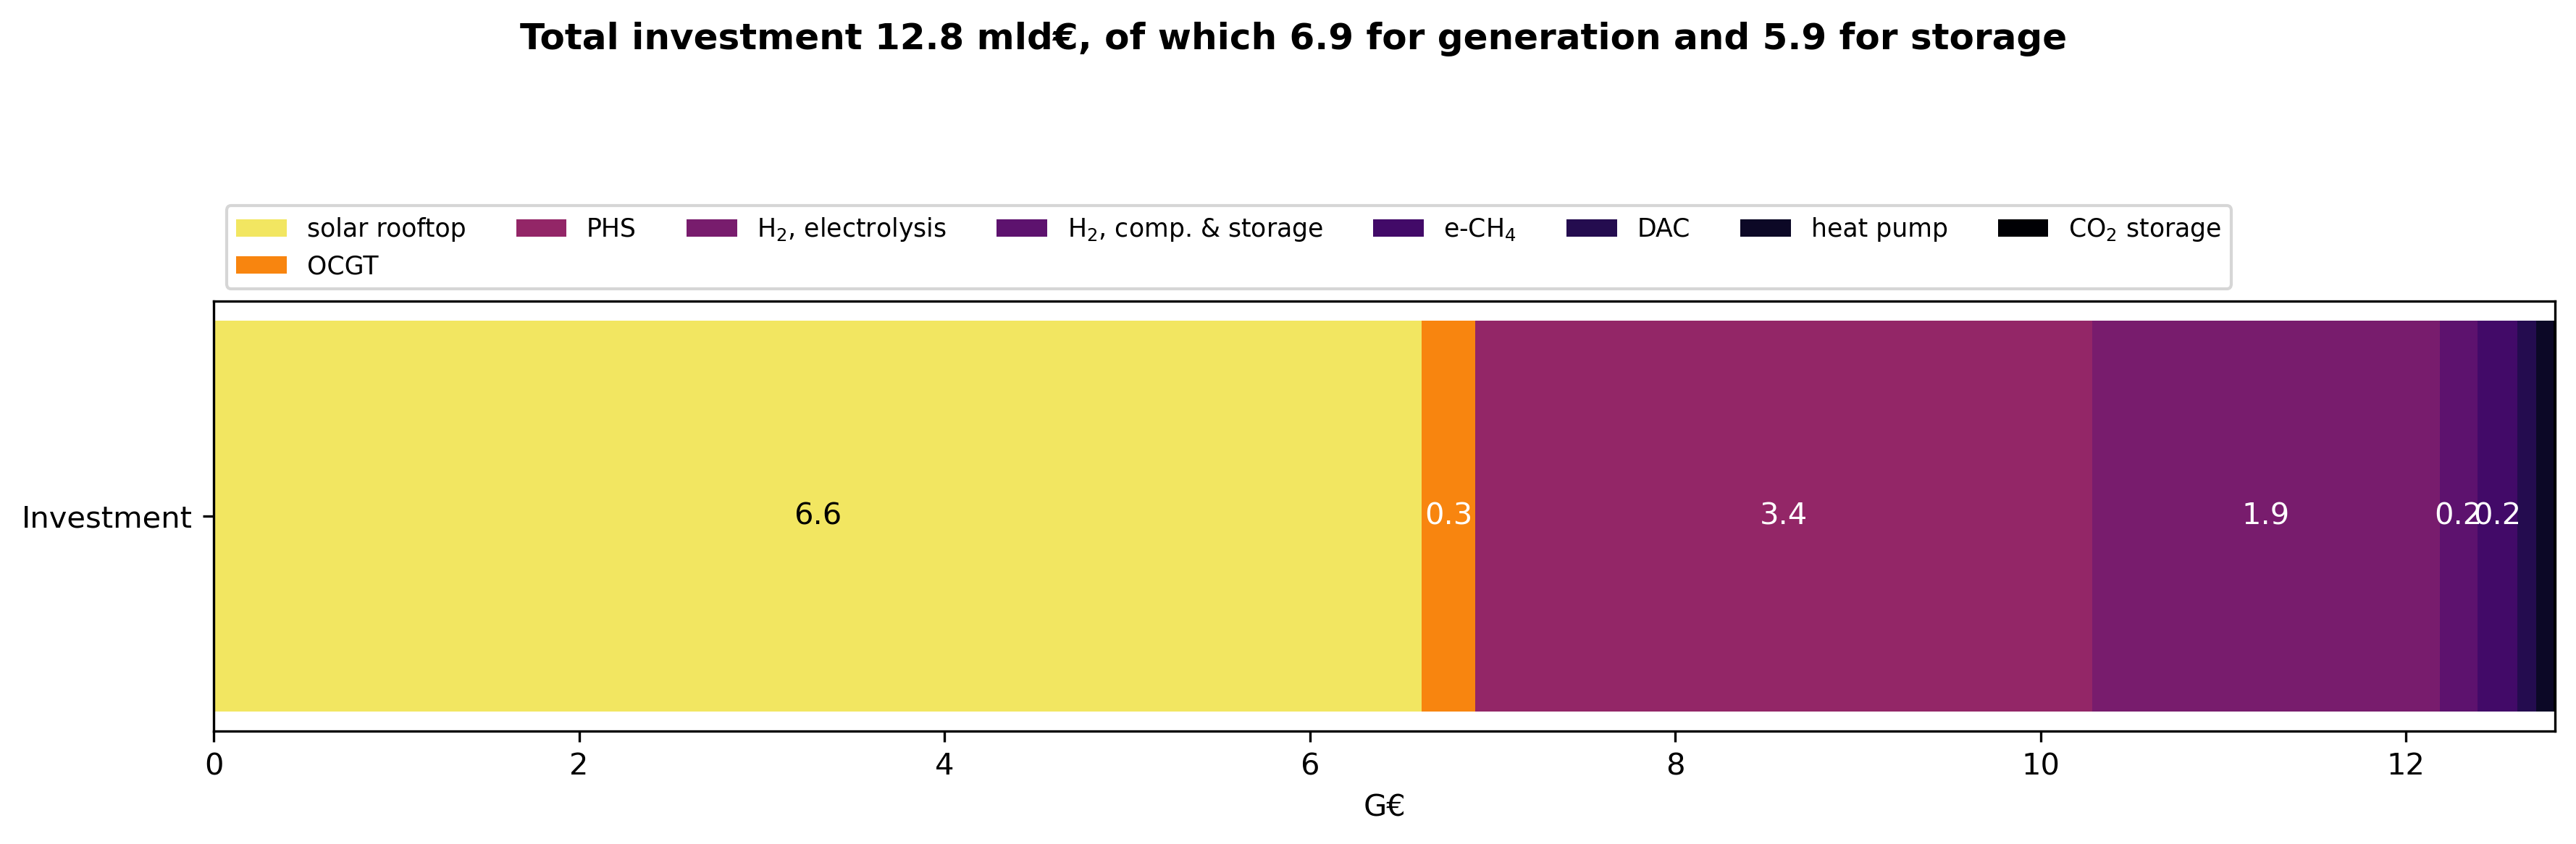 Total investment 12.8 mld€, of which 6.9 for generation and 5.9 for storage
solar rooftop PHS H₂, electrolysis H₂, comp. & storage e-CH₄ DAC heat pump CO₂ storage
OCGT
Investment 6.6 0.3 3.4 1.9 0.2 0.2
0 2 4 6 8 10 12
G€